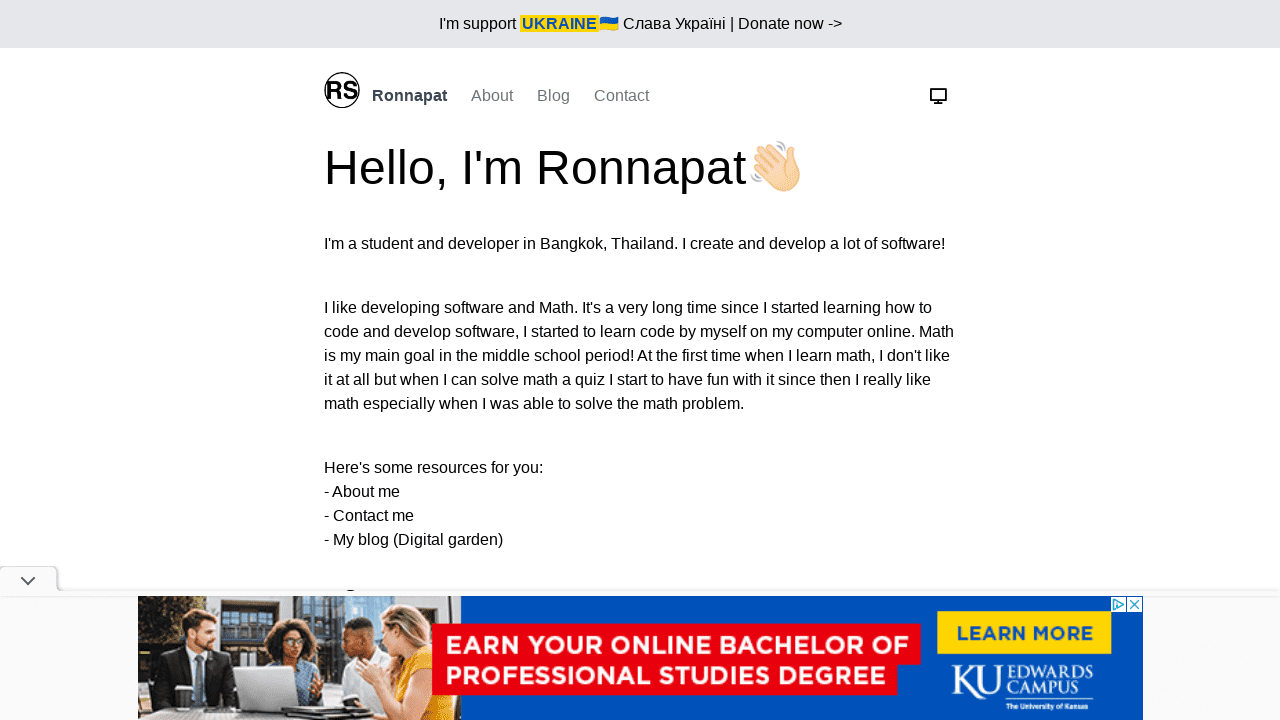 I'm support UKRAINE🇺🇦 Слава Україні | Donate now ->
RS Ronnapat About Blog Contact
Hello, I'm Ronnapat👋🏻
I'm a student and developer in Bangkok, Thailand. I create and develop a lot of software!
I like developing software and Math. It's a very long time since I started learning how to
code and develop software, I started to learn code by myself on my computer online. Math
is my main goal in the middle school period! At the first time when I learn math, I don't like
it at all but when I can solve math a quiz I start to have fun with it since then I really like
math especially when I was able to solve the math problem.
Here's some resources for you:
- About me
- Contact me
- My blog (Digital garden)
EARN YOUR ONLINE BACHELOR OF
PROFESSIONAL STUDIES DEGREE
LEARN MORE
KU EDWARDS
CAMPUS
The University of Kansas